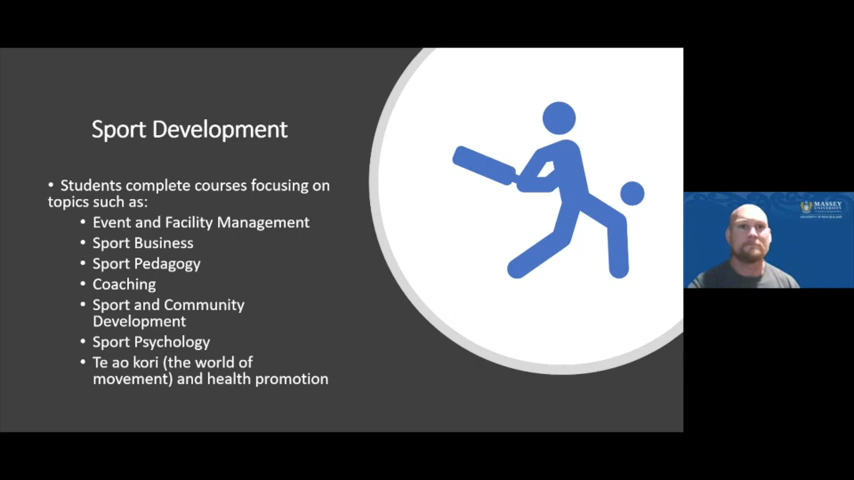 Sport Development
• Students complete courses focusing on
topics such as:
• Event and Facility Management
• Sport Business
• Sport Pedagogy
• Coaching
• Sport and Community
Development
• Sport Psychology
• Te ao kori (the world of
movement) and health promotion
MASSEY
UNIVERSITY